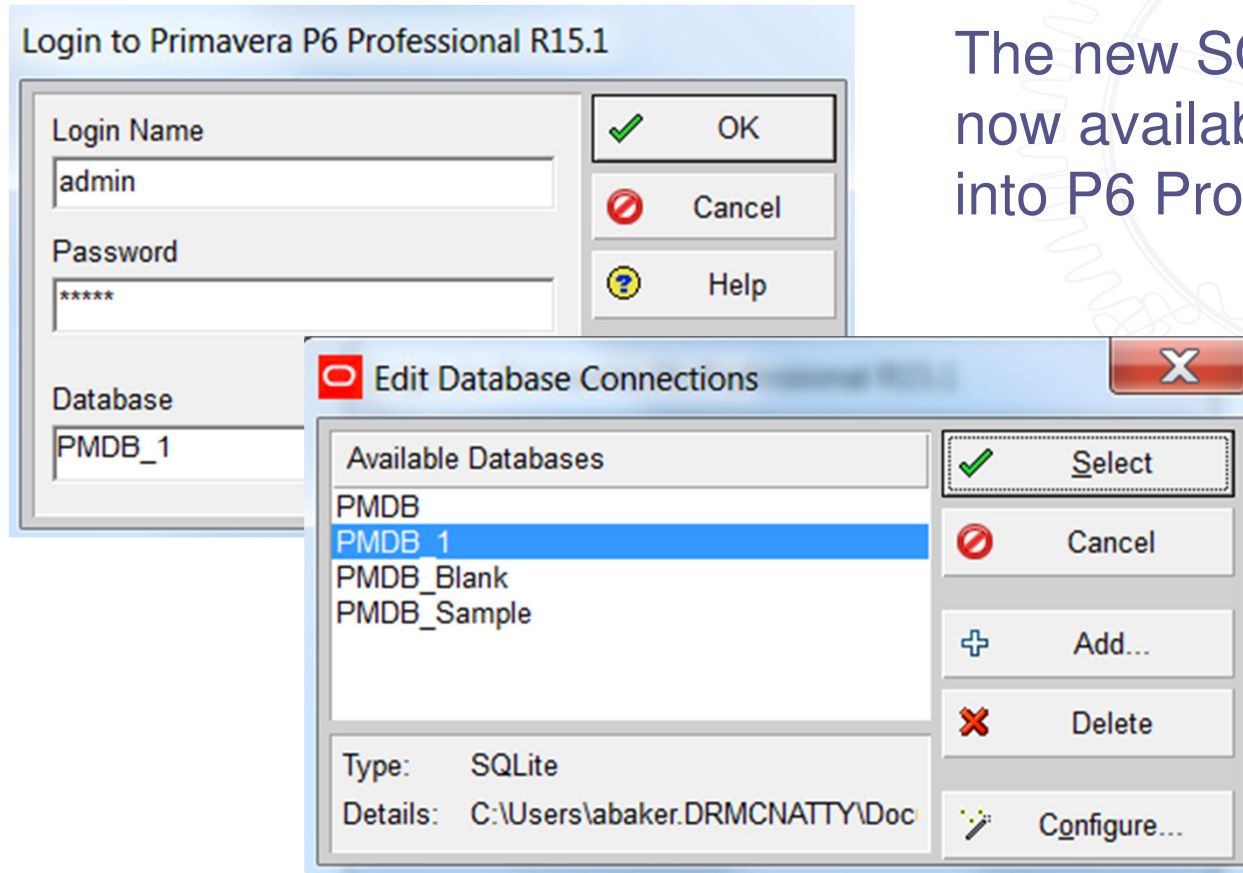 Login to Primavera P6 Professional R15.1
Login Name
admin
Password
*****
Database
PMDB_1
OK
Cancel
Help
The new
now
into P6
Edit Database Connections
Available Databases
PMDB
PMDB_1
PMDB_Blank
PMDB_Sample
Type: SQLite
Details: C:\Users\abaker.DRMCNATTY\Doc
Select
Cancel
Add...
Delete
Configure...